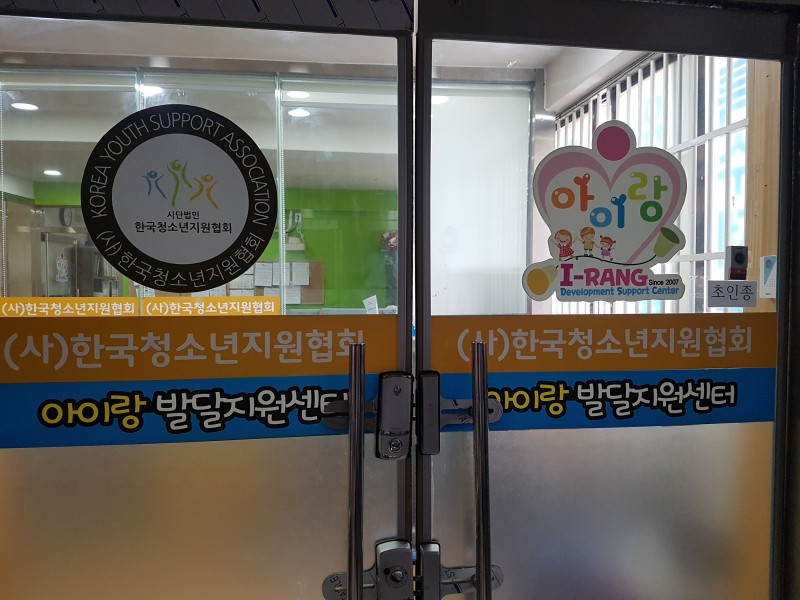 KOREA YOUTH SUPPORT ASSOCIATION
사단법인
한국청소년지원협회
(사)한국청소년지원협회
아이랑
I-RANG
Since 2007
Development Support Center
초인종
(사)한국청소년지원협회
(사)한국청소년지원협회
(사)한국청소년지원협회
(사)한국청소년지원협회
아이랑 발달지원센터
아이랑 발달지원센터